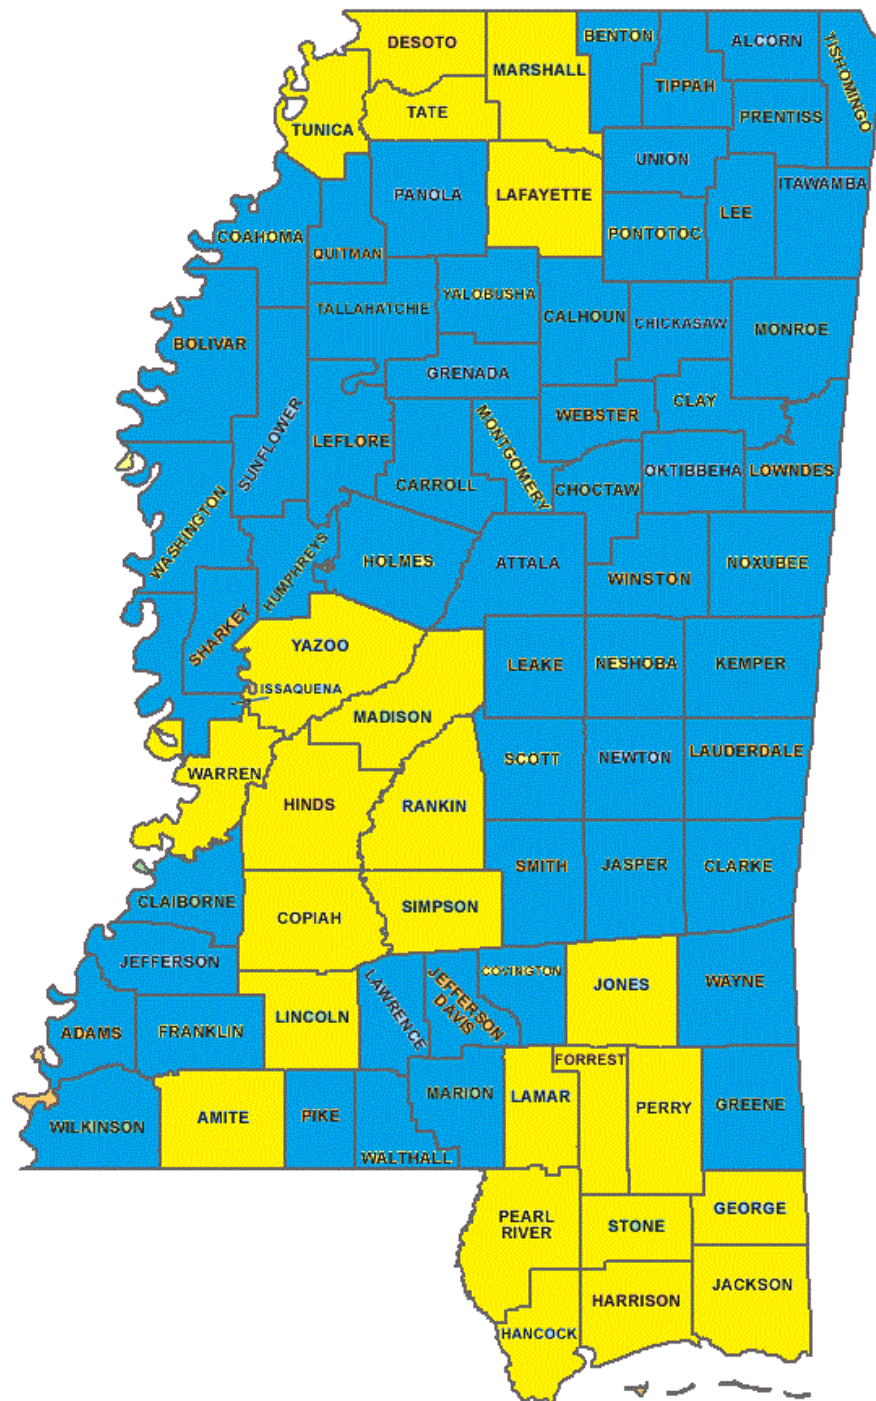 DESOTO
BENTON
ALCORN
TISHOMINGO
MARSHALL
TIPPAH
TATE
PRENTISS
TUNICA
UNION
PANOLA
LAFAYETTE
ITAWAMBA
LEE
COAHOMA
QUITMAN
PONTOTOC
TALLAHATCHIE
YALOBUSHA
CALHOUN
CHICKASAW
MONROE
BOLIVAR
GRENADA
SUNFLOWER
LEFLORE
MONTGOMERY
WEBSTER
CLAY
CARROLL
CHOCTAW
OKTIBBEHA
LOWNDES
WASHINGTON
HUMPHREYS
HOLMES
ATTALA
WINSTON
NOXUBEE
SHARKEY
YAZOO
LEAKE
NESHOBA
KEMPER
ISSAQUENA
MADISON
SCOTT
NEWTON
LAUDERDALE
WARREN
HINDS
RANKIN
SMITH
JASPER
CLARKE
CLAIBORNE
COPIAH
SIMPSON
JEFFERSON
LAWRENCE
JEFFERSON
DAVIS
COVINGTON
JONES
WAYNE
ADAMS
FRANKLIN
LINCOLN
FORREST
MARION
LAMAR
PERRY
GREENE
WILKINSON
AMITE
PIKE
WALTHALL
PEARL
RIVER
STONE
GEORGE
JACKSON
HARRISON
HANCOCK